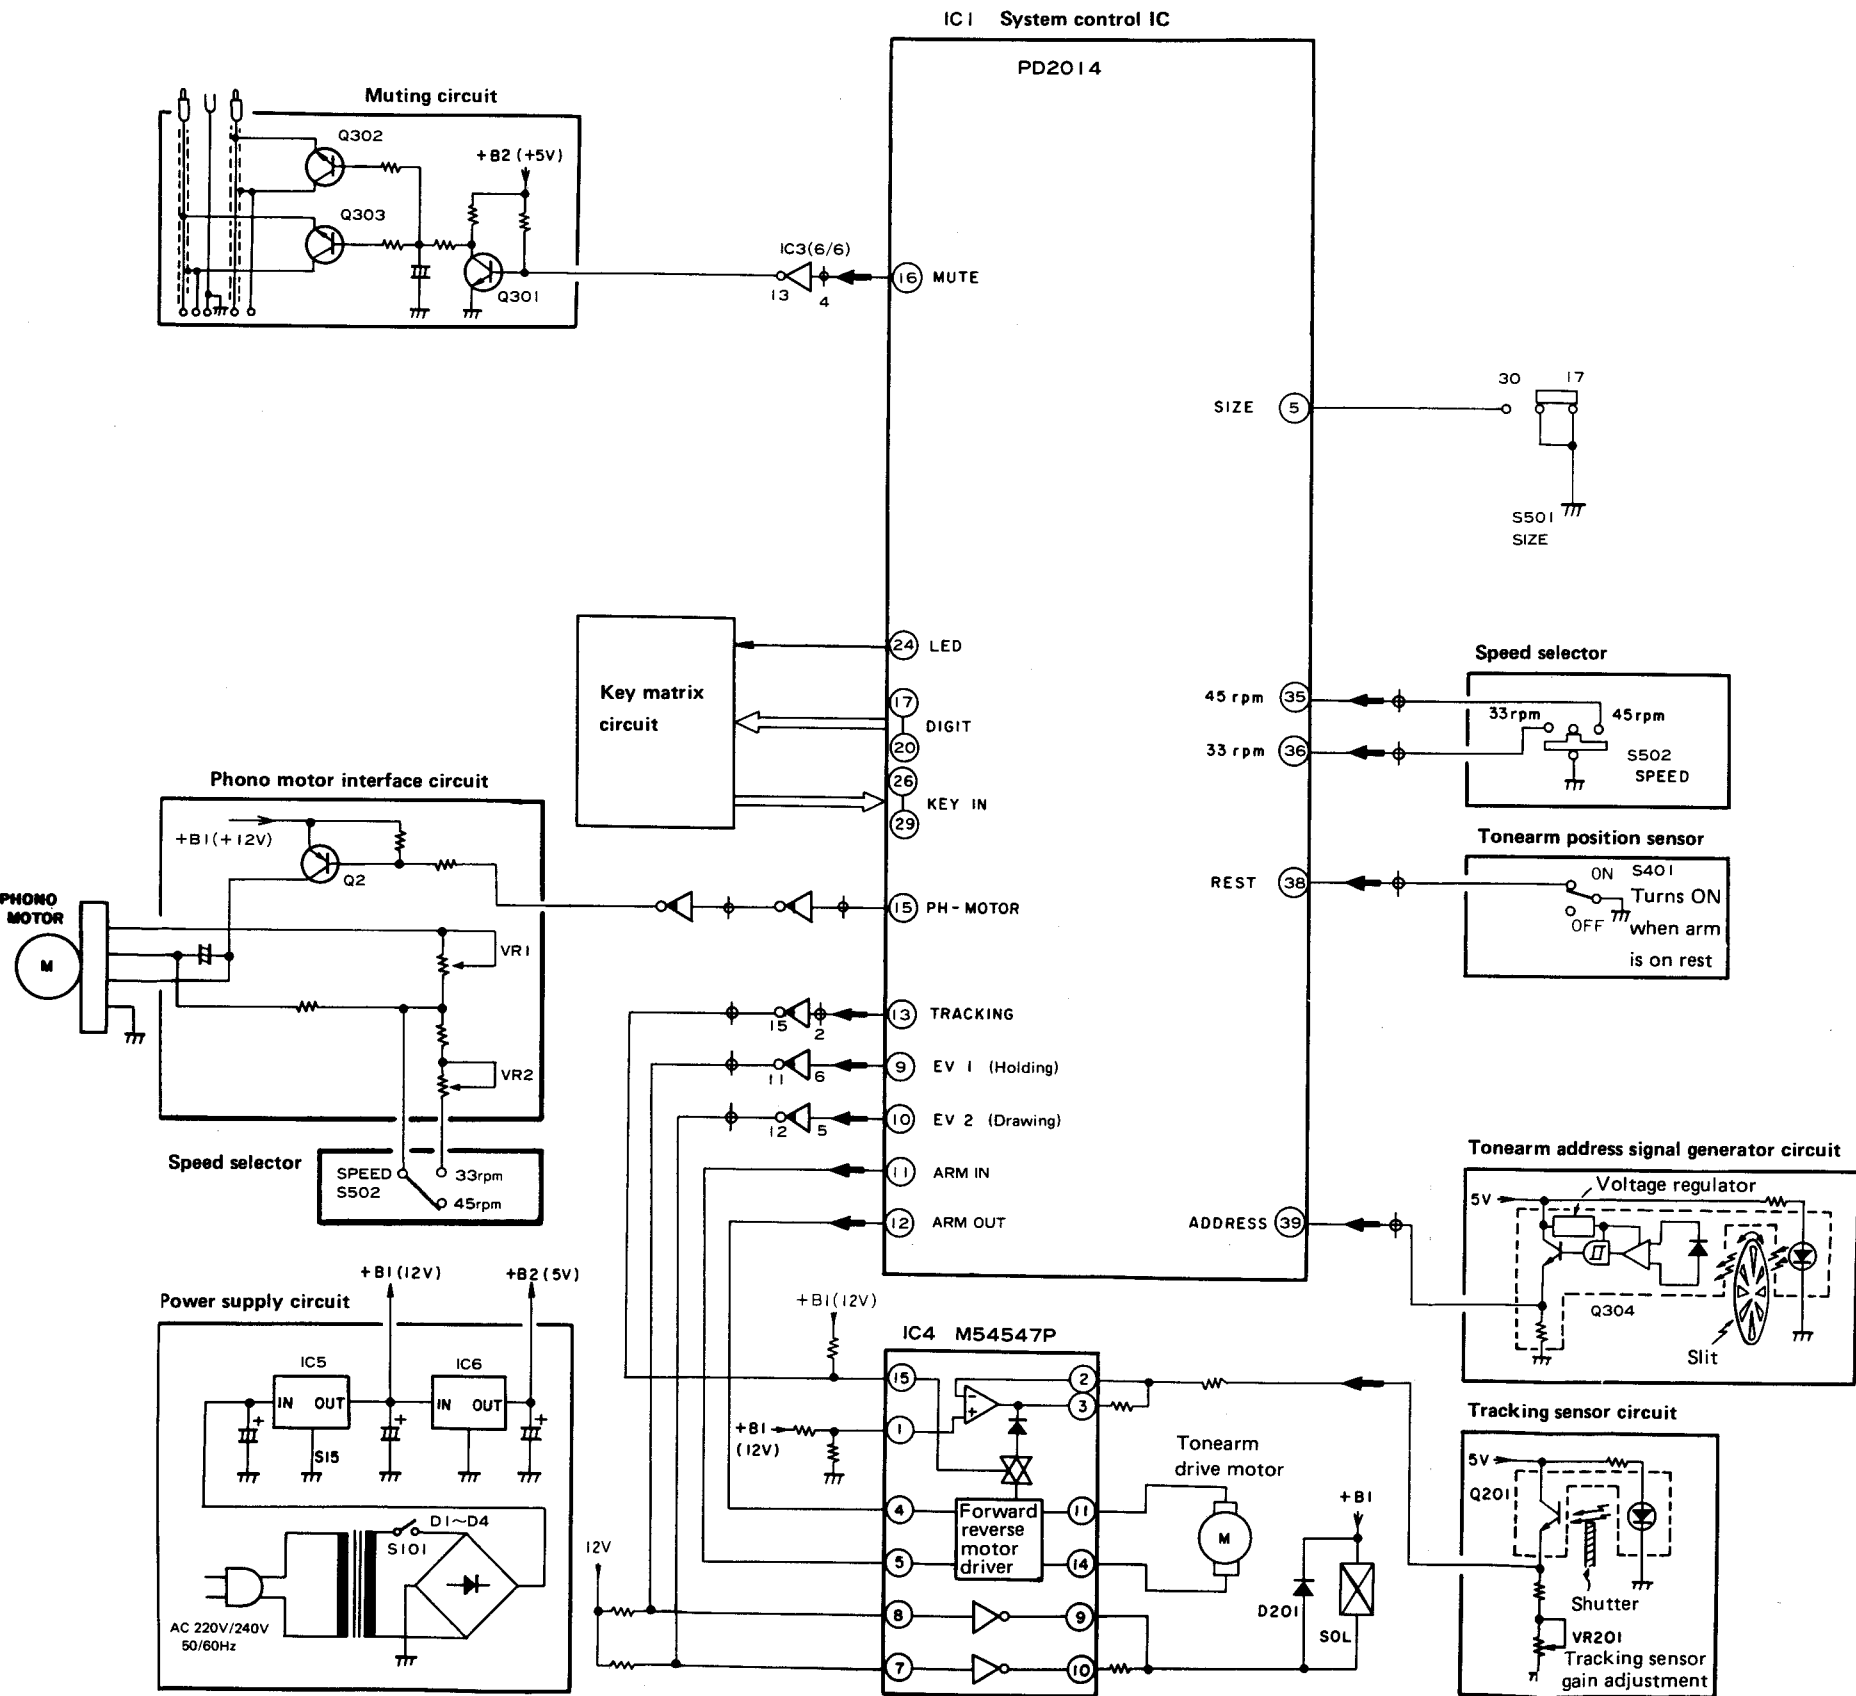 IC1 System control IC
PD2014
Muting circuit
Q302
+B2 (+5V)
Q303
Q301
IC3(6/6)
13
4
16
MUTE
SIZE
5
30
17
S501
SIZE
24
LED
Key matrix
circuit
17
DIGIT
20
26
KEY IN
29
Speed selector
45 rpm
35
33rpm
45rpm
33 rpm
36
S502
SPEED
Tonearm position sensor
REST
38
ON
S401
Turns ON
OFF
when arm
is on rest
Phono motor interface circuit
+B1(+12V)
Q2
PHONO
MOTOR
M
VR1
VR2
15
PH-MOTOR
15
2
13
TRACKING
11
6
9
EV 1 (Holding)
12
5
10
EV 2 (Drawing)
11
ARM IN
12
ARM OUT
Speed selector
SPEED
S502
33rpm
45rpm
ADDRESS
39
Tonearm address signal generator circuit
5V
Voltage regulator
Q304
Slit
Power supply circuit
+B1(12V)
+B2(5V)
IC5
IN
OUT
S15
IC6
IN
OUT
D1~D4
S101
AC 220V/240V
50/60Hz
+B1(12V)
IC4 M54547P
15
2
-
+
3
+B1
(12V)
1
4
Forward
reverse
motor
driver
11
5
14
12V
8
9
7
10
Tonearm
drive motor
M
+B1
D201
SOL
Tracking sensor circuit
5V
Q201
Shutter
VR201
Tracking sensor
gain adjustment